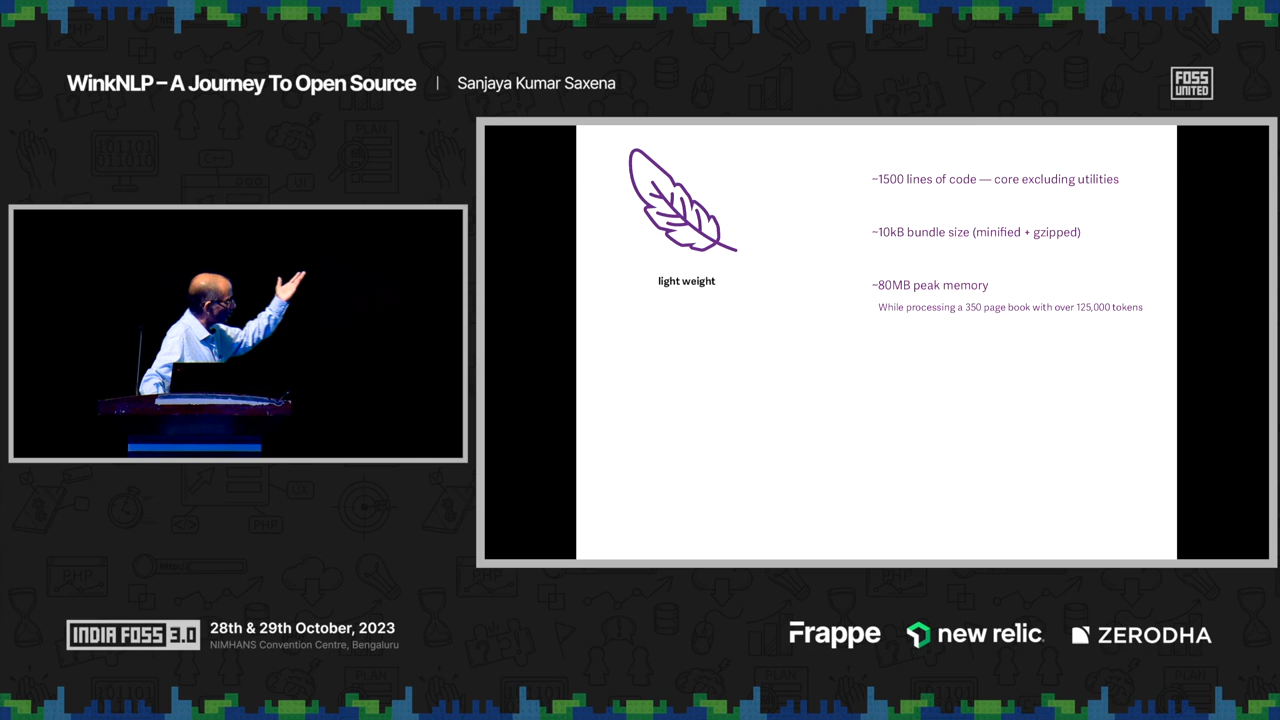 WinkNLP – A Journey To Open Source | Sanjaya Kumar Saxena
FOSS
UNITED
~1500 lines of code — core excluding utilities
~10kB bundle size (minified + gzipped)
~80MB peak memory
While processing a 350 page book with over 125,000 tokens
light weight
INDIA FOSS 3.0
28th & 29th October, 2023
NIMHANS Convention Centre, Bengaluru
Frappe
new relic
ZERODHA